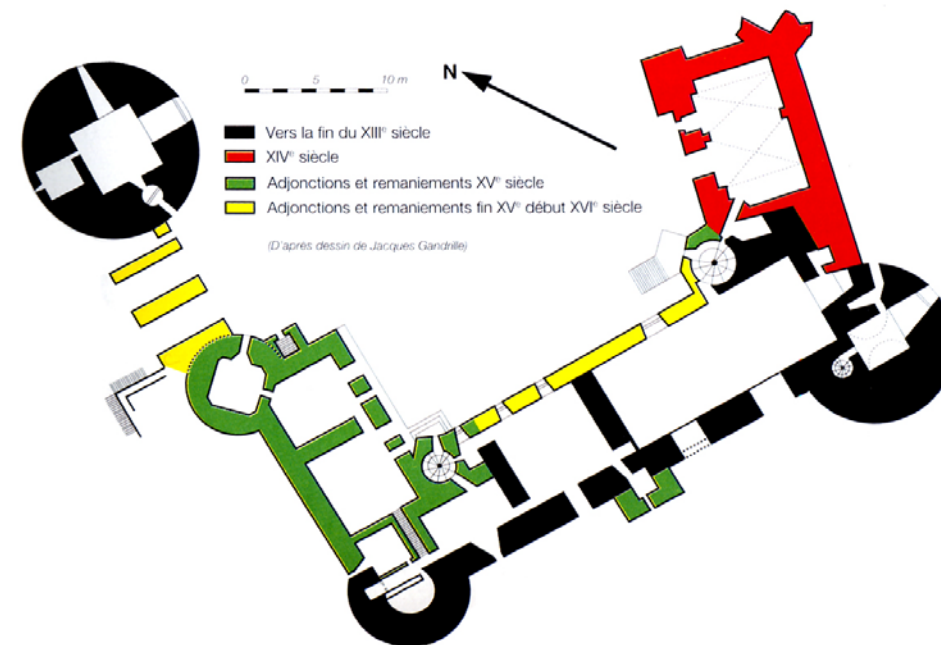 0 5 10 m
N
Vers la fin du XIIIᵉ siècle
XIVᵉ siècle
Adjonctions et remaniements XVᵉ siècle
Adjonctions et remaniements fin XVᵉ début XVIᵉ siècle
(D'après dessin de Jacques Gandrille)